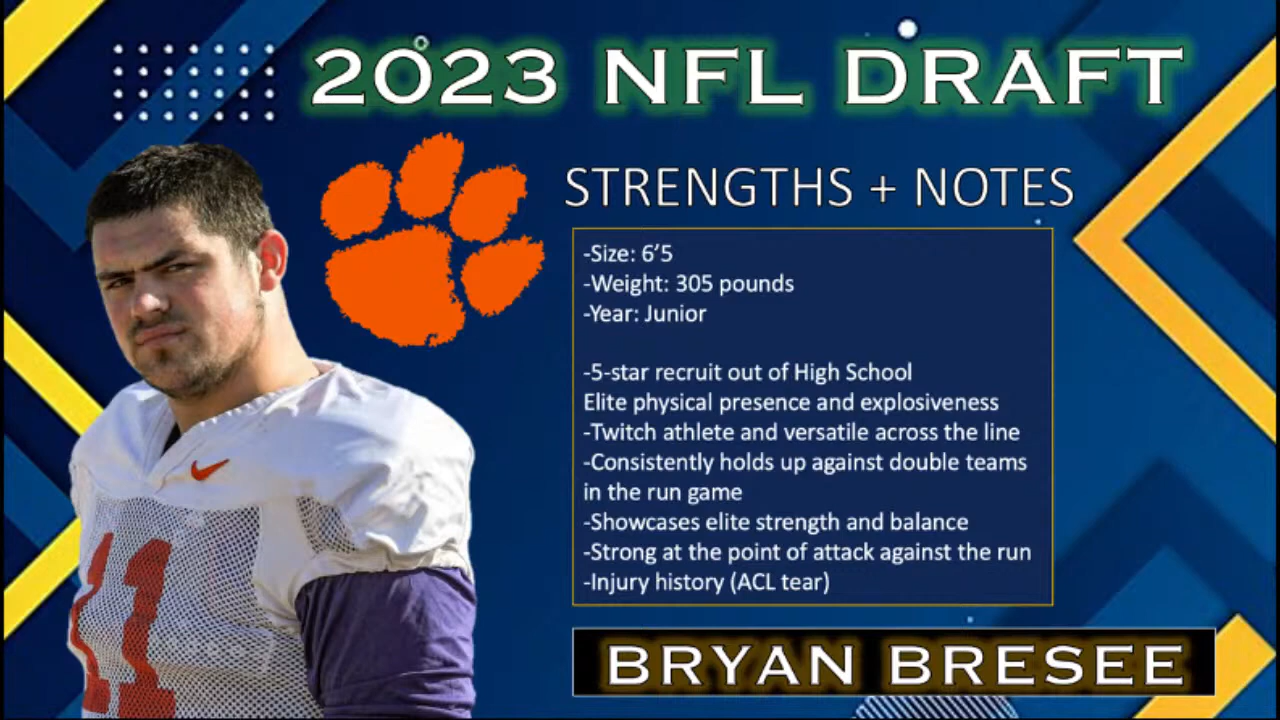 2023 NFL DRAFT
STRENGTHS + NOTES
-Size: 6’5
-Weight: 305 pounds
-Year: Junior
-5-star recruit out of High School
Elite physical presence and explosiveness
-Twitch athlete and versatile across the line
-Consistently holds up against double teams
in the run game
-Showcases elite strength and balance
-Strong at the point of attack against the run
-Injury history (ACL tear)
11
BRYAN BRESEE